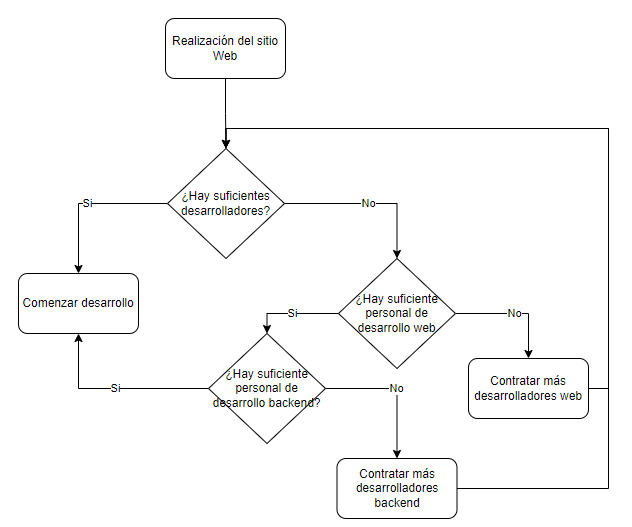 Realización del sitio
Web
¿Hay suficientes
desarrolladores?
Si
No
Comenzar desarrollo
¿Hay suficiente
personal de
desarrollo web
Si
No
¿Hay suficiente
personal de
desarrollo backend?
Si
No
Contratar más
desarrolladores web
Contratar más
desarrolladores
backend